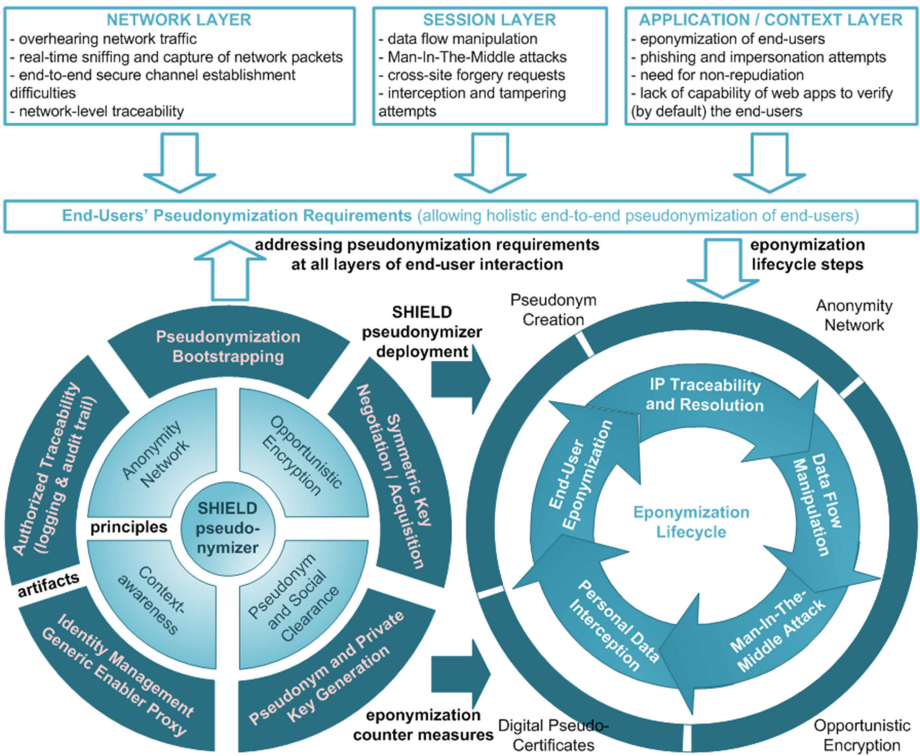 NETWORK LAYER
- overhearing network traffic
- real-time sniffing and capture of network packets
- end-to-end secure channel establishment
difficulties
- network-level traceability
SESSION LAYER
- data flow manipulation
- Man-In-The-Middle attacks
- cross-site forgery requests
- interception and tampering
attempts
APPLICATION / CONTEXT LAYER
- eponymization of end-users
- phishing and impersonation attempts
- need for non-repudiation
- lack of capability of web apps to verify
(by default) the end-users
End-Users' Pseudonymization Requirements (allowing holistic end-to-end pseudonymization of end-users)
addressing pseudonymization requirements
at all layers of end-user interaction
eponymization
lifecycle steps
Pseudonymization
Bootstrapping
Symmetric Key
Negotiation / Acquisition
Pseudonym and Private
Key Generation
Identity Management
Generic Enabler Proxy
Authorized Traceability
(logging & audit trail)
Anonymity
Network
Opportunistic
Encryption
Pseudonym
and Social
Clearance
Context-
awareness
SHIELD
pseudo-
nymizer
principles
artifacts
SHIELD
pseudonymizer
deployment
eponymization
counter measures
Pseudonym
Creation
Anonymity
Network
Opportunistic
Encryption
Digital Pseudo-
Certificates
IP Traceability
and Resolution
Data Flow
Manipulation
Man-In-The-
Middle Attack
Personal Data
Interception
End-User
Eponymization
Eponymization
Lifecycle